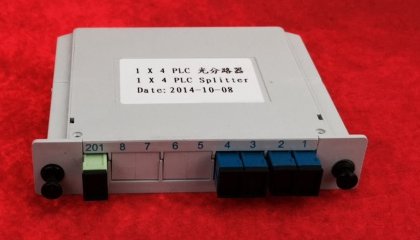 1 X 4 PLC 光分路器
1 X 4 PLC Splitter
Date: 2014-10-08
201 8 7 6 5 4 3 2 1